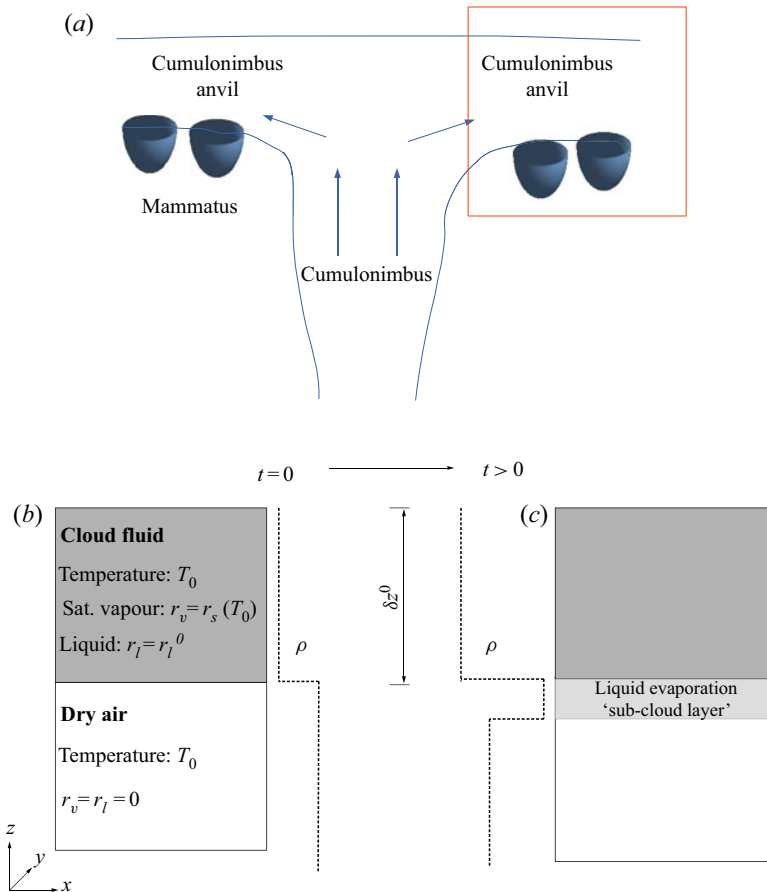 (a)
Cumulonimbus
anvil
Cumulonimbus
anvil
Mammatus
Cumulonimbus
t = 0
t > 0
(b)
Cloud fluid
Temperature: T₀
Sat. vapour: rᵥ = rₛ (T₀)
Liquid: rₗ = rₗ⁰
ρ
δz⁰
ρ
(c)
Liquid evaporation
‘sub-cloud layer’
Dry air
Temperature: T₀
rᵥ = rₗ = 0
z
y
x